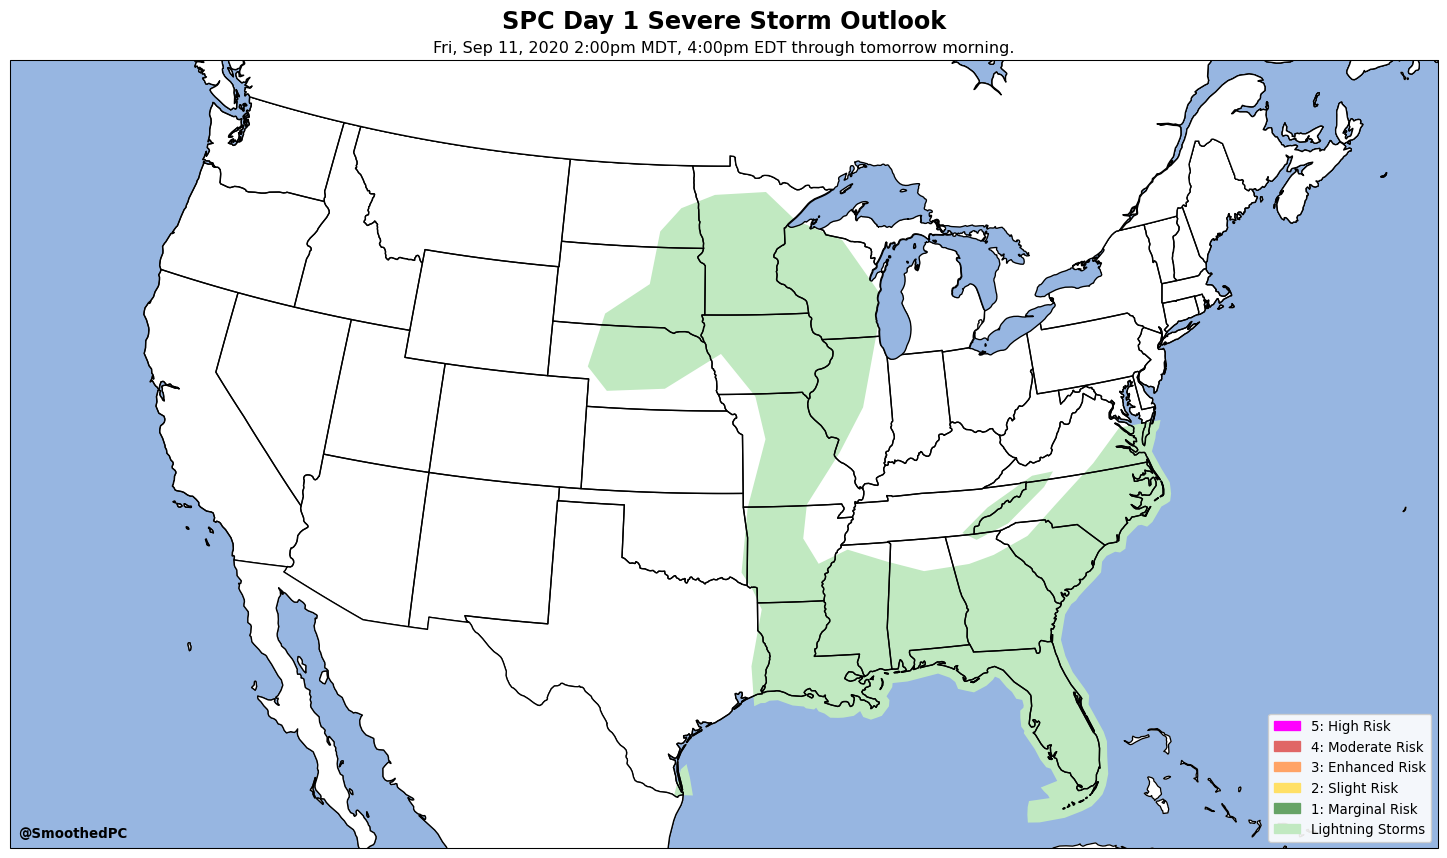 SPC Day 1 Severe Storm Outlook
Fri, Sep 11, 2020 2:00pm MDT, 4:00pm EDT through tomorrow morning.
5: High Risk
4: Moderate Risk
3: Enhanced Risk
2: Slight Risk
1: Marginal Risk
Lightning Storms
@SmoothedPC